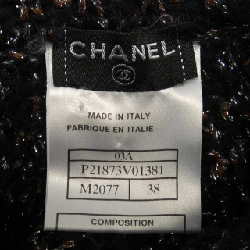 CHANEL
MADE IN ITALY
FABRIQUE EN ITALIE
03A
P21873V01381
M2077 38
COMPOSITION